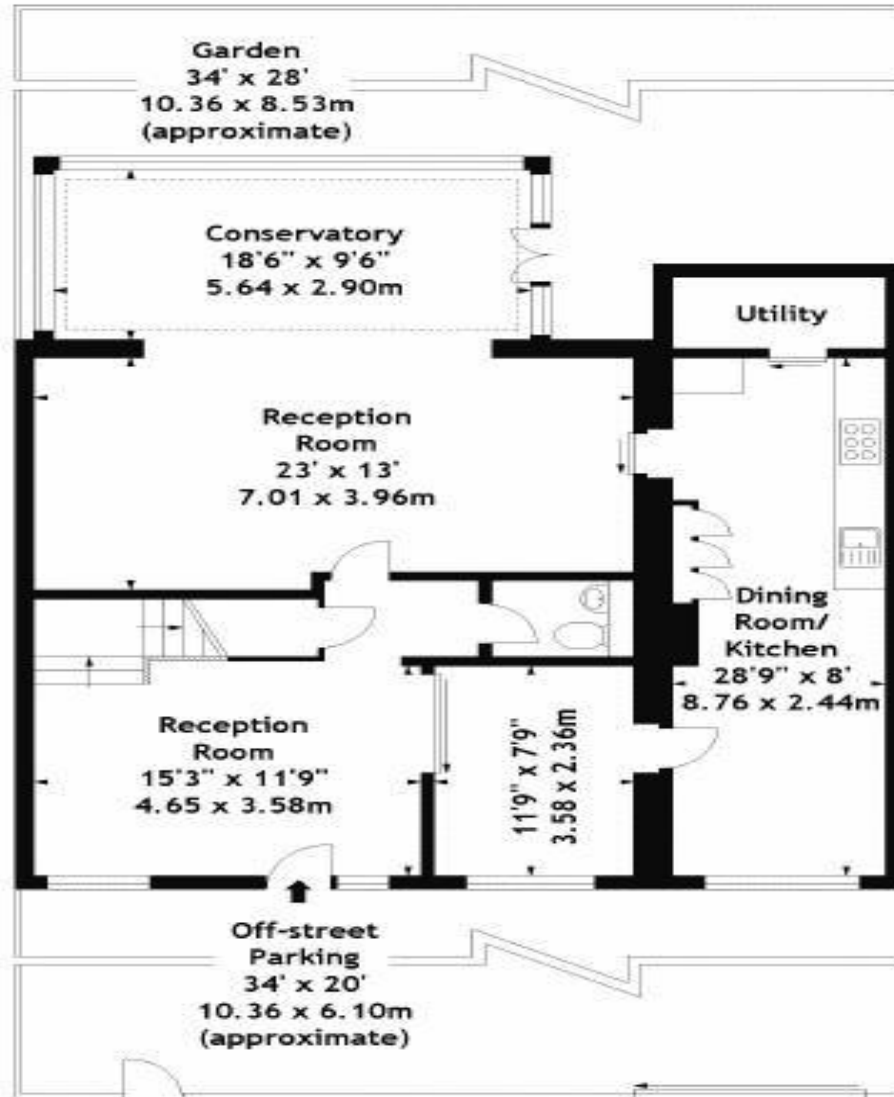 Garden
34' x 28'
10.36 x 8.53m
(approximate)
Conservatory
18'6" x 9'6"
5.64 x 2.90m
Utility
Reception
Room
23' x 13'
7.01 x 3.96m
Dining
Room/
Kitchen
28'9" x 8'
8.76 x 2.44m
Reception
Room
15'3" x 11'9"
4.65 x 3.58m
11'9" x 7'9"
3.58 x 2.36m
Off-street
Parking
34' x 20'
10.36 x 6.10m
(approximate)